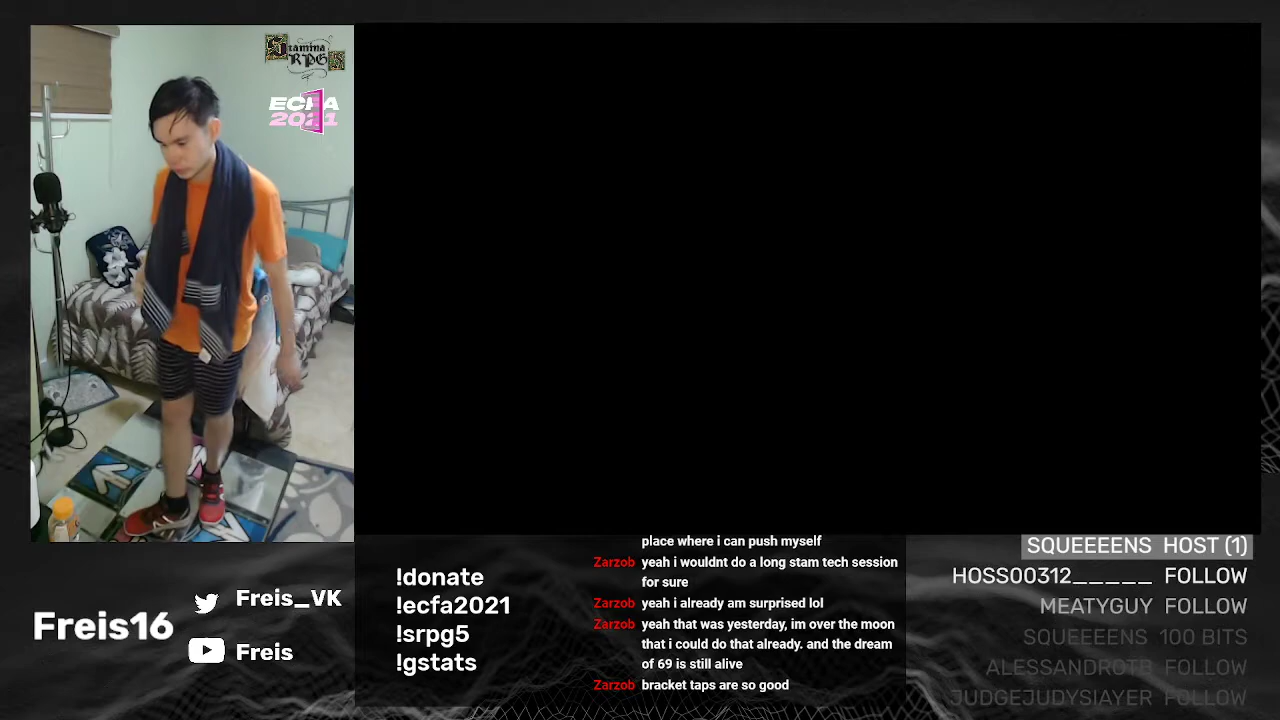 Stamina
RPG5
ECFA
2021
Freis16
Freis_VK
Freis
!donate
!ecfa2021
!srpg5
!gstats
place where i can push myself
Zarzob yeah i wouldnt do a long stam tech session
for sure
Zarzob yeah i already am surprised lol
Zarzob yeah that was yesterday, im over the moon
that i could do that already. and the dream
of 69 is still alive
Zarzob bracket taps are so good
SQUEEEENS HOST (1)
HOSS00312_____ FOLLOW
MEATYGUY FOLLOW
SQUEEEENS 100 BITS
ALESSANDROTB FOLLOW
JUDGEJUDYSIAYER FOLLOW